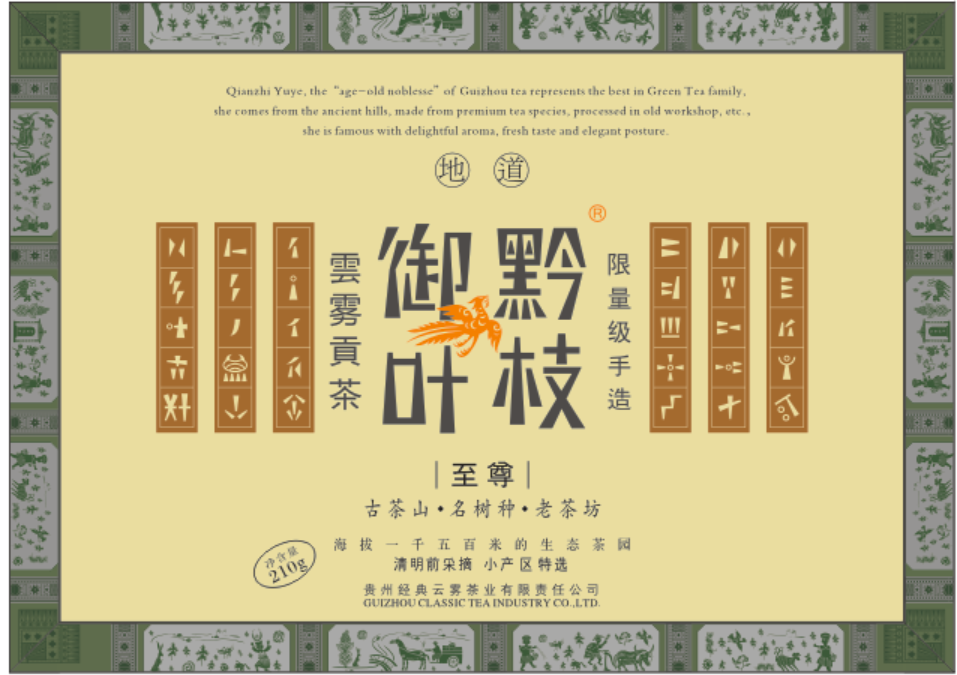 Qianzhi Yuye, the “age-old noblesse” of Guizhou tea represents the best in Green Tea family,
she comes from the ancient hills, made from premium tea species, processed in old workshop, etc.,
she is famous with delightful aroma, fresh taste and elegant posture.
地道
®
黔枝
御叶
限量级手造
雲雾貢茶
|至尊|
古茶山·名树种·老茶坊
海拔一千五百米的生态茶园
清明前采摘 小产区特选
净含量
210g
贵州经典云雾茶业有限责任公司
GUIZHOU CLASSIC TEA INDUSTRY CO.,LTD.